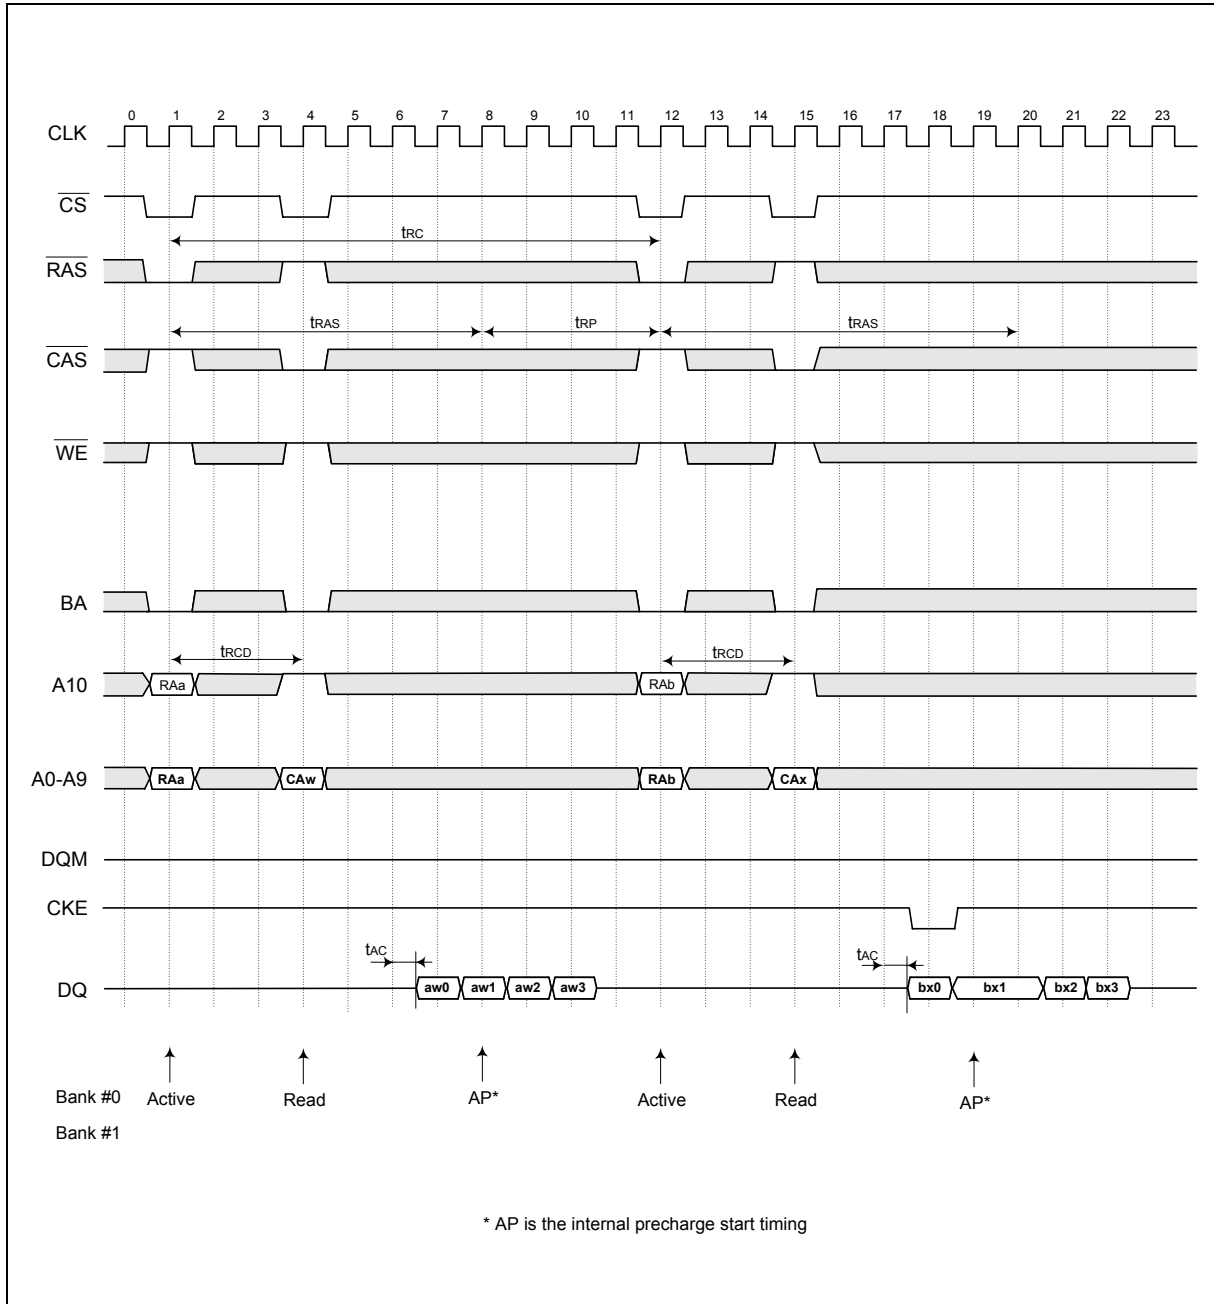 0 1 2 3 4 5 6 7 8 9 10 11 12 13 14 15 16 17 18 19 20 21 22 23
CLK
CS
tRC
RAS
tRAS tRP tRAS
CAS
WE
BA
tRCD tRCD
A10 RAa RAb
A0-A9 RAa CAw RAb CAx
DQM
CKE
tAC tAC
DQ aw0 aw1 aw2 aw3 bx0 bx1 bx2 bx3
Bank #0 Active Read AP* Active Read AP*
Bank #1
* AP is the internal precharge start timing